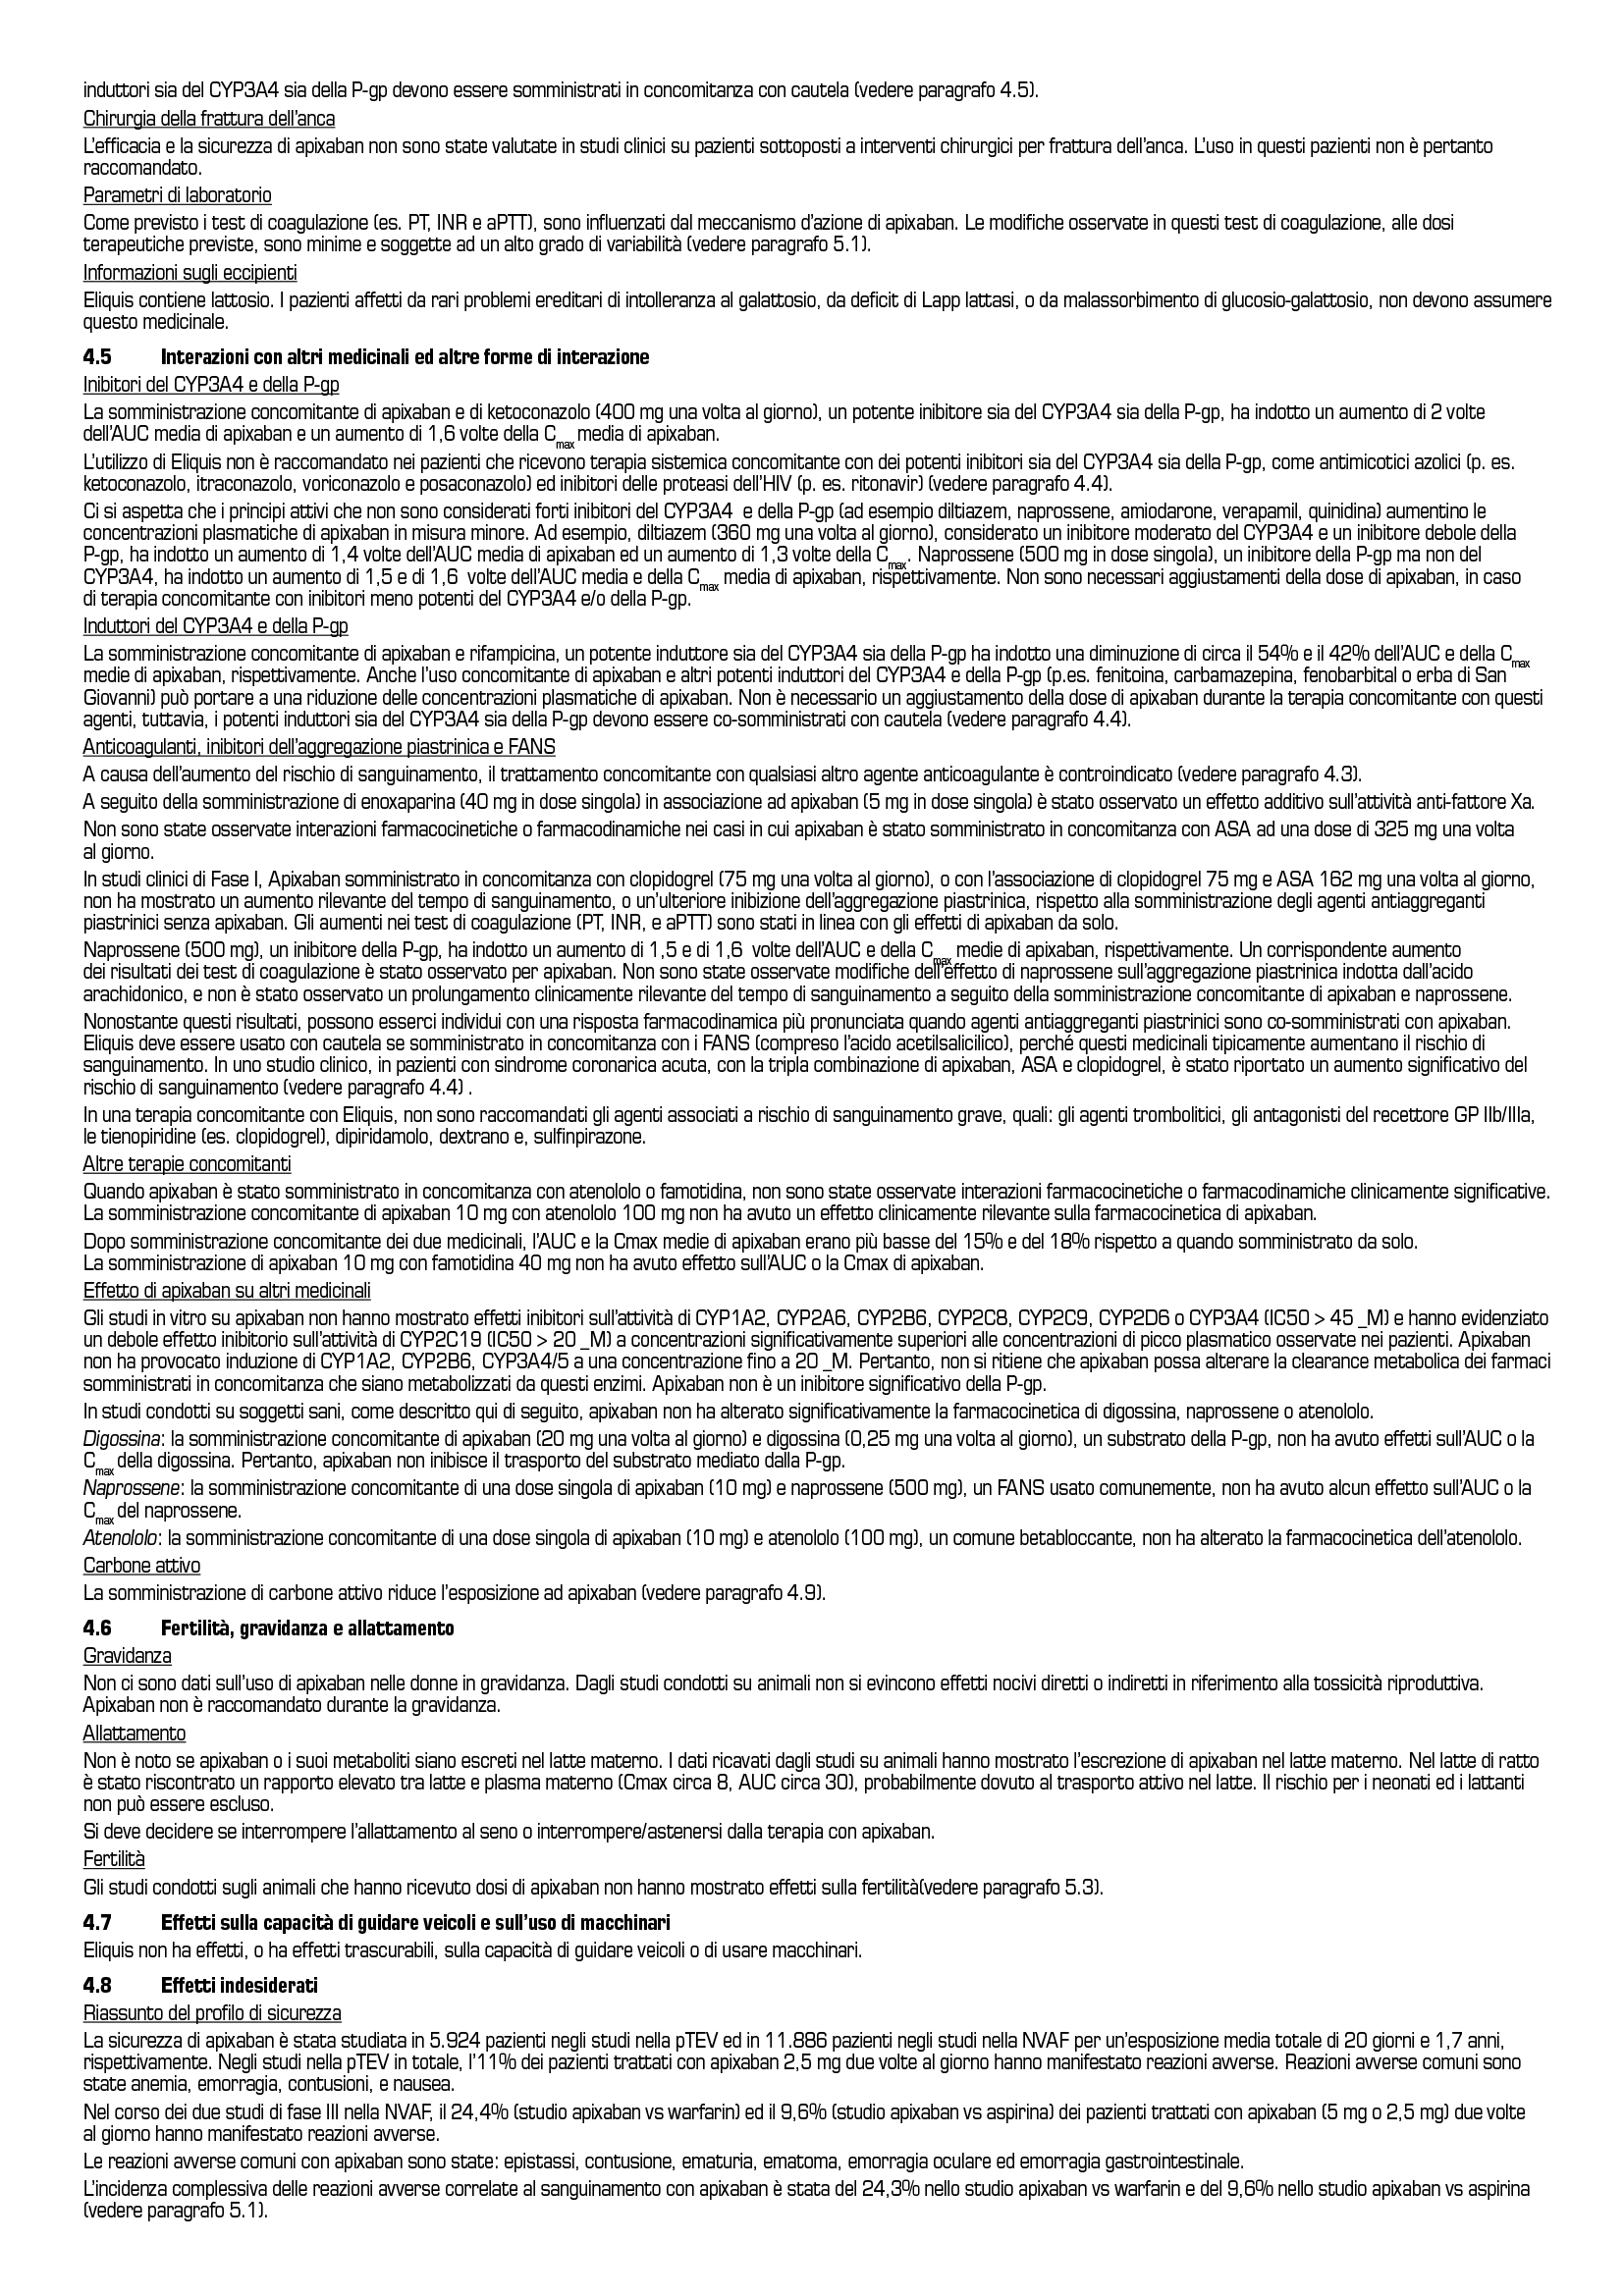 induttori sia del CYP3A4 sia della P-gp devono essere somministrati in concomitanza con cautela (vedere paragrafo 4.5).
Chirurgia della frattura dell'anca
L'efficacia e la sicurezza di apixaban non sono state valutate in studi clinici su pazienti sottoposti a interventi chirurgici per frattura dell'anca. L'uso in questi pazienti non è pertanto
raccomandato.
Parametri di laboratorio
Come previsto i test di coagulazione (es. PT, INR e aPTT), sono influenzati dal meccanismo d'azione di apixaban. Le modifiche osservate in questi test di coagulazione, alle dosi
terapeutiche previste, sono minime e soggette ad un alto grado di variabilità (vedere paragrafo 5.1).
Informazioni sugli eccipienti
Eliquis contiene lattosio. I pazienti affetti da rari problemi ereditari di intolleranza al galattosio, da deficit di Lapp lattasi, o da malassorbimento di glucosio-galattosio, non devono assumere
questo medicinale.
4.5 Interazioni con altri medicinali ed altre forme di interazione
Inibitori del CYP3A4 e della P-gp
La somministrazione concomitante di apixaban e di ketoconazolo (400 mg una volta al giorno), un potente inibitore sia del CYP3A4 sia della P-gp, ha indotto un aumento di 2 volte
dell'AUC media di apixaban e un aumento di 1,6 volte della Cmax media di apixaban.
L'utilizzo di Eliquis non è raccomandato nei pazienti che ricevono terapia sistemica concomitante con dei potenti inibitori sia del CYP3A4 sia della P-gp, come antimicotici azolici (p. es.
ketoconazolo, itraconazolo, voriconazolo e posaconazolo) ed inibitori delle proteasi dell'HIV (p. es. ritonavir) (vedere paragrafo 4.4).
Ci si aspetta che i principi attivi che non sono considerati forti inibitori del CYP3A4 e della P-gp (ad esempio diltiazem, naprossene, amiodarone, verapamil, quinidina) aumentino le
concentrazioni plasmatiche di apixaban in misura minore. Ad esempio, diltiazem (360 mg una volta al giorno), considerato un inibitore moderato del CYP3A4 e un inibitore debole della
P-gp, ha indotto un aumento di 1,4 volte dell'AUC media di apixaban ed un aumento di 1,3 volte della Cmax. Naprossene (500 mg in dose singola), un inibitore della P-gp ma non del
CYP3A4, ha indotto un aumento di 1,5 e di 1,6 volte dell'AUC media e della Cmax media di apixaban, rispettivamente. Non sono necessari aggiustamenti della dose di apixaban, in caso
di terapia concomitante con inibitori meno potenti del CYP3A4 e/o della P-gp.
Induttori del CYP3A4 e della P-gp
La somministrazione concomitante di apixaban e rifampicina, un potente induttore sia del CYP3A4 sia della P-gp ha indotto una diminuzione di circa il 54% e il 42% dell'AUC e della Cmax
medie di apixaban, rispettivamente. Anche l'uso concomitante di apixaban e altri potenti induttori del CYP3A4 e della P-gp (p.es. fenitoina, carbamazepina, fenobarbital o erba di San
Giovanni) può portare a una riduzione delle concentrazioni plasmatiche di apixaban. Non è necessario un aggiustamento della dose di apixaban durante la terapia concomitante con questi
agenti, tuttavia, i potenti induttori sia del CYP3A4 sia della P-gp devono essere co-somministrati con cautela (vedere paragrafo 4.4).
Anticoagulanti, inibitori dell'aggregazione piastrinica e FANS
A causa dell'aumento del rischio di sanguinamento, il trattamento concomitante con qualsiasi altro agente anticoagulante è controindicato (vedere paragrafo 4.3).
A seguito della somministrazione di enoxaparina (40 mg in dose singola) in associazione ad apixaban (5 mg in dose singola) è stato osservato un effetto additivo sull'attività anti-fattore Xa.
Non sono state osservate interazioni farmacocinetiche o farmacodinamiche nei casi in cui apixaban è stato somministrato in concomitanza con ASA ad una dose di 325 mg una volta
al giorno.
In studi clinici di Fase I, Apixaban somministrato in concomitanza con clopidogrel (75 mg una volta al giorno), o con l'associazione di clopidogrel 75 mg e ASA 162 mg una volta al giorno,
non ha mostrato un aumento rilevante del tempo di sanguinamento, o un'ulteriore inibizione dell'aggregazione piastrinica, rispetto alla somministrazione degli agenti antiaggreganti
piastrinici senza apixaban. Gli aumenti nei test di coagulazione (PT, INR, e aPTT) sono stati in linea con gli effetti di apixaban da solo.
Naprossene (500 mg), un inibitore della P-gp, ha indotto un aumento di 1,5 e di 1,6 volte dell'AUC e della Cmax medie di apixaban, rispettivamente. Un corrispondente aumento
dei risultati dei test di coagulazione è stato osservato per apixaban. Non sono state osservate modifiche dell'effetto di naprossene sull'aggregazione piastrinica indotta dall'acido
arachidonico, e non è stato osservato un prolungamento clinicamente rilevante del tempo di sanguinamento a seguito della somministrazione concomitante di apixaban e naprossene.
Nonostante questi risultati, possono esserci individui con una risposta farmacodinamica più pronunciata quando agenti antiaggreganti piastrinici sono co-somministrati con apixaban.
Eliquis deve essere usato con cautela se somministrato in concomitanza con i FANS (compreso l'acido acetilsalicilico), perché questi medicinali tipicamente aumentano il rischio di
sanguinamento. In uno studio clinico, in pazienti con sindrome coronarica acuta, con la tripla combinazione di apixaban, ASA e clopidogrel, è stato riportato un aumento significativo del
rischio di sanguinamento (vedere paragrafo 4.4) .
In una terapia concomitante con Eliquis, non sono raccomandati gli agenti associati a rischio di sanguinamento grave, quali: gli agenti trombolitici, gli antagonisti del recettore GP IIb/IIIa,
le tienopiridine (es. clopidogrel), dipiridamolo, dextrano e, sulfinpirazone.
Altre terapie concomitanti
Quando apixaban è stato somministrato in concomitanza con atenololo o famotidina, non sono state osservate interazioni farmacocinetiche o farmacodinamiche clinicamente significative.
La somministrazione concomitante di apixaban 10 mg con atenololo 100 mg non ha avuto un effetto clinicamente rilevante sulla farmacocinetica di apixaban.
Dopo somministrazione concomitante dei due medicinali, l'AUC e la Cmax medie di apixaban erano più basse del 15% e del 18% rispetto a quando somministrato da solo.
La somministrazione di apixaban 10 mg con famotidina 40 mg non ha avuto effetto sull'AUC o la Cmax di apixaban.
Effetto di apixaban su altri medicinali
Gli studi in vitro su apixaban non hanno mostrato effetti inibitori sull'attività di CYP1A2, CYP2A6, CYP2B6, CYP2C8, CYP2C9, CYP2D6 o CYP3A4 (IC50 > 45 _M) e hanno evidenziato
un debole effetto inibitorio sull'attività di CYP2C19 (IC50 > 20 _M) a concentrazioni significativamente superiori alle concentrazioni di picco plasmatico osservate nei pazienti. Apixaban
non ha provocato induzione di CYP1A2, CYP2B6, CYP3A4/5 a una concentrazione fino a 20 _M. Pertanto, non si ritiene che apixaban possa alterare la clearance metabolica dei farmaci
somministrati in concomitanza che siano metabolizzati da questi enzimi. Apixaban non è un inibitore significativo della P-gp.
In studi condotti su soggetti sani, come descritto qui di seguito, apixaban non ha alterato significativamente la farmacocinetica di digossina, naprossene o atenololo.
Digossina: la somministrazione concomitante di apixaban (20 mg una volta al giorno) e digossina (0,25 mg una volta al giorno), un substrato della P-gp, non ha avuto effetti sull'AUC o la
Cmax della digossina. Pertanto, apixaban non inibisce il trasporto del substrato mediato dalla P-gp.
Naprossene: la somministrazione concomitante di una dose singola di apixaban (10 mg) e naprossene (500 mg), un FANS usato comunemente, non ha avuto alcun effetto sull'AUC o la
Cmax del naprossene.
Atenololo: la somministrazione concomitante di una dose singola di apixaban (10 mg) e atenololo (100 mg), un comune betabloccante, non ha alterato la farmacocinetica dell'atenololo.
Carbone attivo
La somministrazione di carbone attivo riduce l'esposizione ad apixaban (vedere paragrafo 4.9).
4.6 Fertilità, gravidanza e allattamento
Gravidanza
Non ci sono dati sull'uso di apixaban nelle donne in gravidanza. Dagli studi condotti su animali non si evincono effetti nocivi diretti o indiretti in riferimento alla tossicità riproduttiva.
Apixaban non è raccomandato durante la gravidanza.
Allattamento
Non è noto se apixaban o i suoi metaboliti siano escreti nel latte materno. I dati ricavati dagli studi su animali hanno mostrato l'escrezione di apixaban nel latte materno. Nel latte di ratto
è stato riscontrato un rapporto elevato tra latte e plasma materno (Cmax circa 8, AUC circa 30), probabilmente dovuto al trasporto attivo nel latte. Il rischio per i neonati ed i lattanti
non può essere escluso.
Si deve decidere se interrompere l'allattamento al seno o interrompere/astenersi dalla terapia con apixaban.
Fertilità
Gli studi condotti sugli animali che hanno ricevuto dosi di apixaban non hanno mostrato effetti sulla fertilità(vedere paragrafo 5.3).
4.7 Effetti sulla capacità di guidare veicoli e sull'uso di macchinari
Eliquis non ha effetti, o ha effetti trascurabili, sulla capacità di guidare veicoli o di usare macchinari.
4.8 Effetti indesiderati
Riassunto del profilo di sicurezza
La sicurezza di apixaban è stata studiata in 5.924 pazienti negli studi nella pTEV ed in 11.886 pazienti negli studi nella NVAF per un'esposizione media totale di 20 giorni e 1,7 anni,
rispettivamente. Negli studi nella pTEV in totale, l'11% dei pazienti trattati con apixaban 2,5 mg due volte al giorno hanno manifestato reazioni avverse. Reazioni avverse comuni sono
state anemia, emorragia, contusioni, e nausea.
Nel corso dei due studi di fase III nella NVAF, il 24,4% (studio apixaban vs warfarin) ed il 9,6% (studio apixaban vs aspirina) dei pazienti trattati con apixaban (5 mg o 2,5 mg) due volte
al giorno hanno manifestato reazioni avverse.
Le reazioni avverse comuni con apixaban sono state: epistassi, contusione, ematuria, ematoma, emorragia oculare ed emorragia gastrointestinale.
L'incidenza complessiva delle reazioni avverse correlate al sanguinamento con apixaban è stata del 24,3% nello studio apixaban vs warfarin e del 9,6% nello studio apixaban vs aspirina
(vedere paragrafo 5.1).